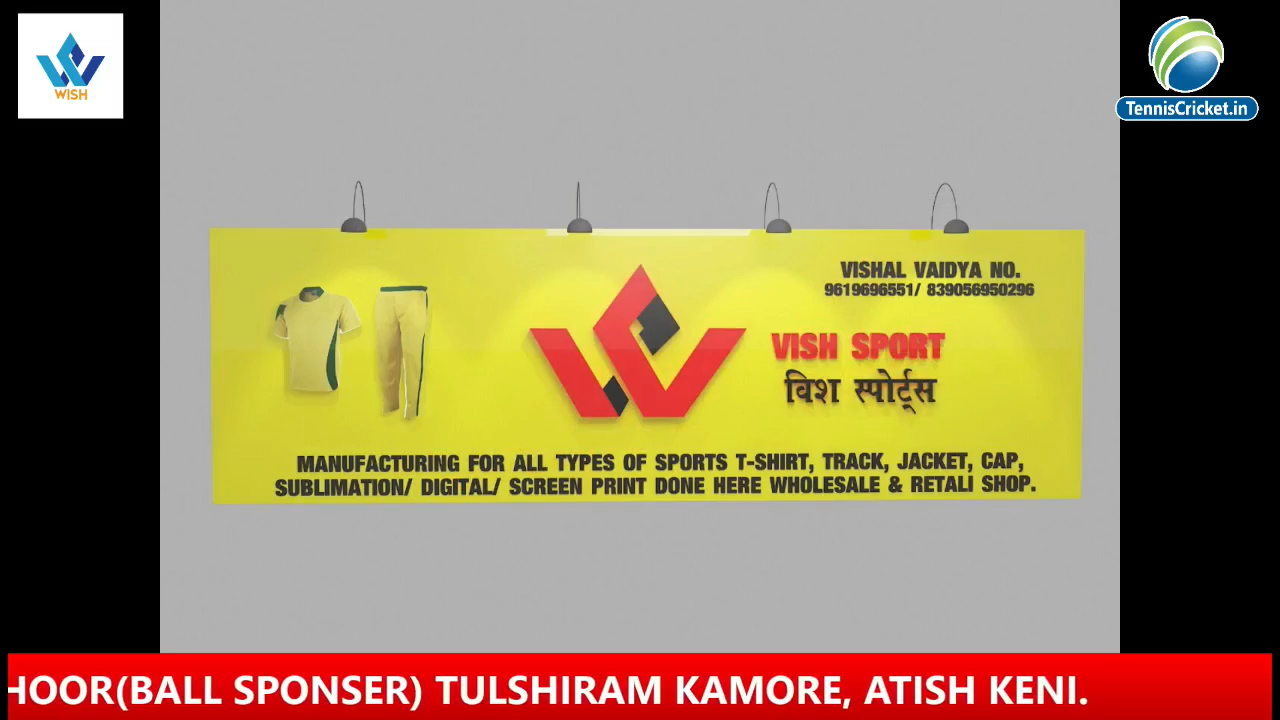 WISH
TennisCricket.in
VISHAL VAIDYA NO.
9619696551/ 839056950296
VISH SPORT
विश स्पोर्ट्स
MANUFACTURING FOR ALL TYPES OF SPORTS T-SHIRT, TRACK, JACKET, CAP,
SUBLIMATION/ DIGITAL/ SCREEN PRINT DONE HERE WHOLESALE & RETALI SHOP.
HOOR(BALL SPONSER) TULSHIRAM KAMORE, ATISH KENI.